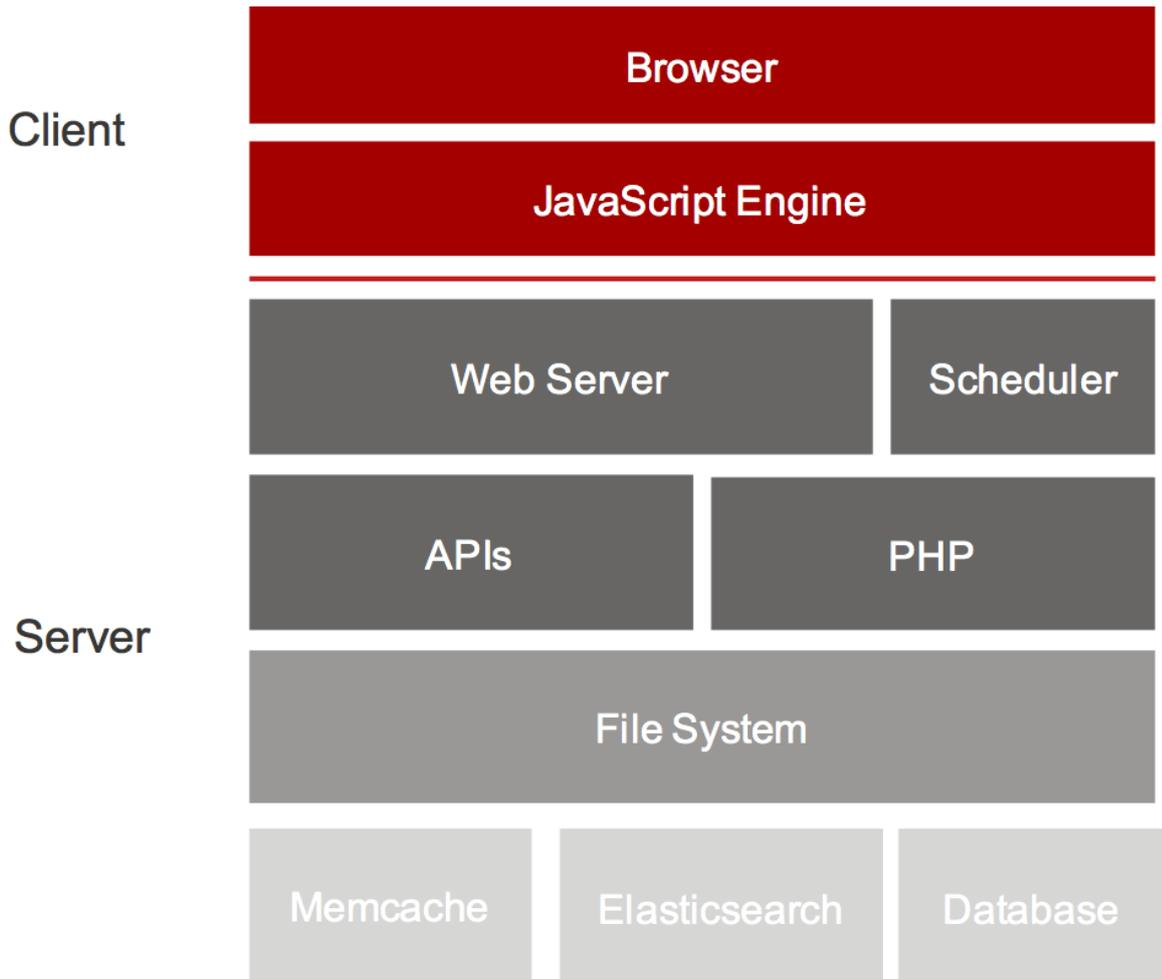 Browser
Client
JavaScript Engine
Web Server
Scheduler
APIs
PHP
Server
File System
Memcache
Elasticsearch
Database